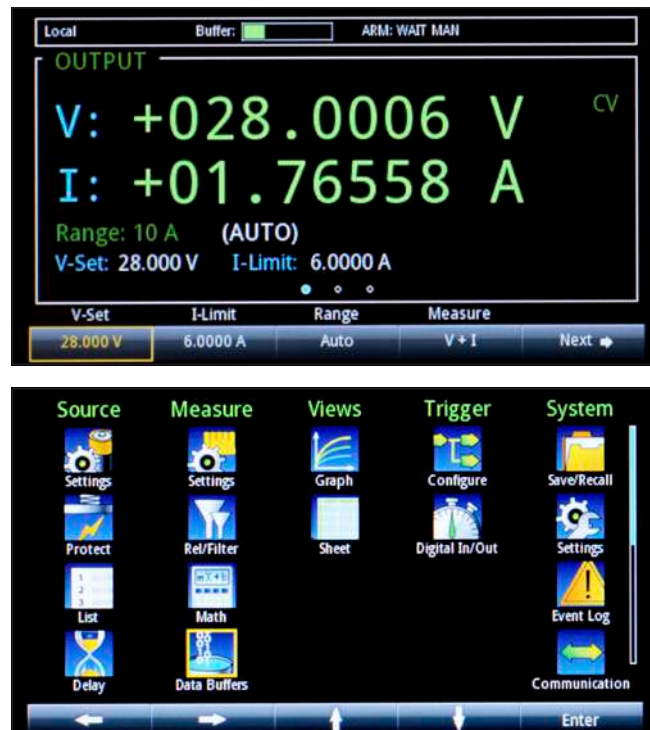 Local Buffer: ARM: WAIT MAN
OUTPUT
V: +028.0006 V CV
I: +01.76558 A
Range: 10 A (AUTO)
V-Set: 28.000 V I-Limit: 6.0000 A
V-Set I-Limit Range Measure
28.000 V 6.0000 A Auto V + I Next
Source Measure Views Trigger System
Settings Settings Graph Configure Save/Recall
Protect Rel/Filter Sheet Digital In/Out Settings
List Math Event Log
Delay Data Buffers Communication
Enter